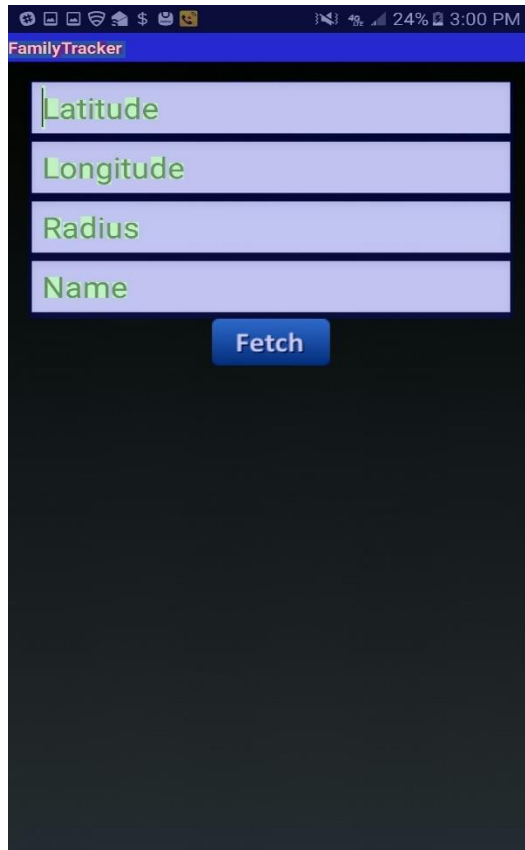 $ 24% 3:00 PM
FamilyTracker
Latitude
Longitude
Radius
Name
Fetch